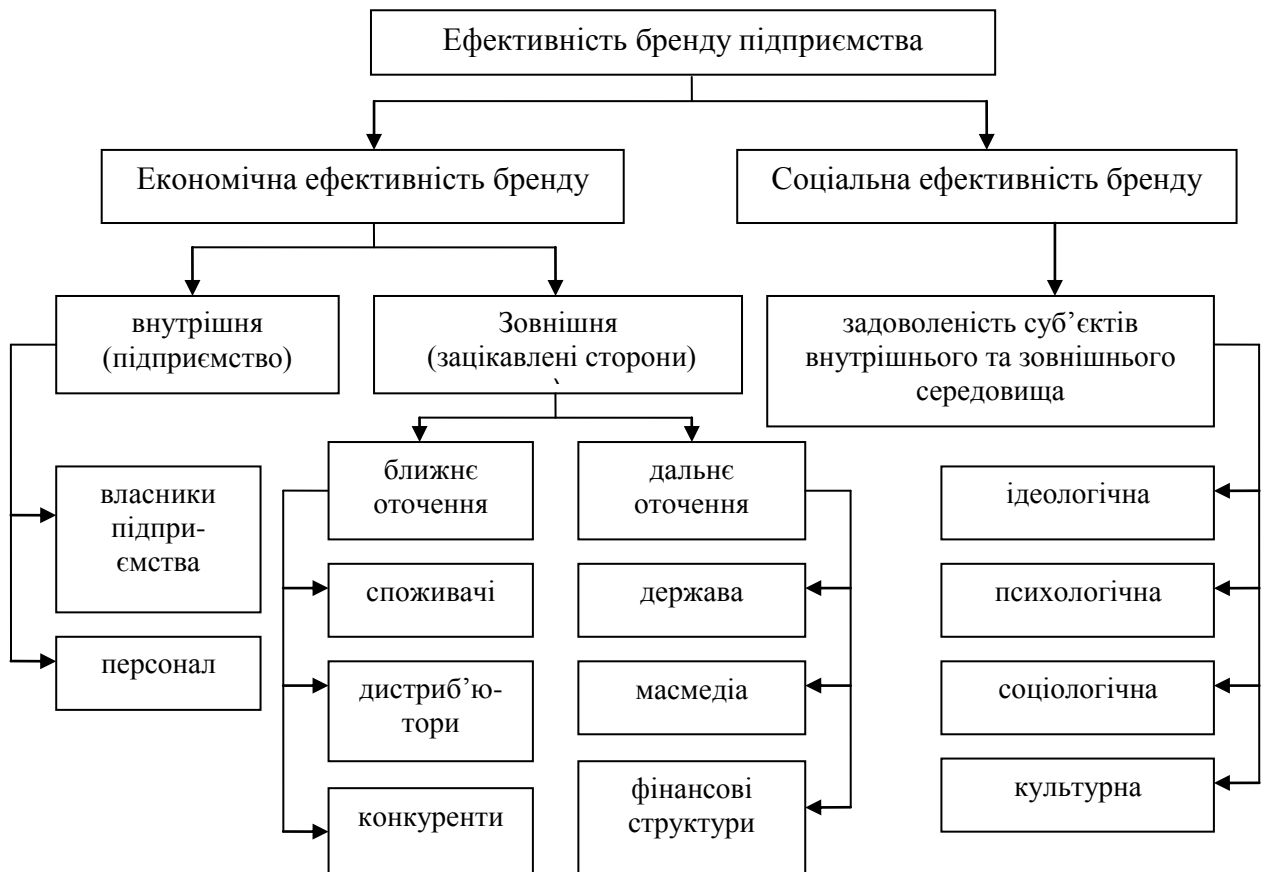 Ефективність бренду підприємства
Економічна ефективність бренду
Соціальна ефективність бренду
внутрішня
(підприємство)
Зовнішня
(зацікавлені сторони)
задоволеність суб’єктів
внутрішнього та зовнішнього
середовища
ближнє
оточення
дальнє
оточення
власники
підпри-
ємства
персонал
споживачі
дистриб’ю-
тори
конкуренти
держава
масмедіа
фінансові
структури
ідеологічна
психологічна
соціологічна
культурна